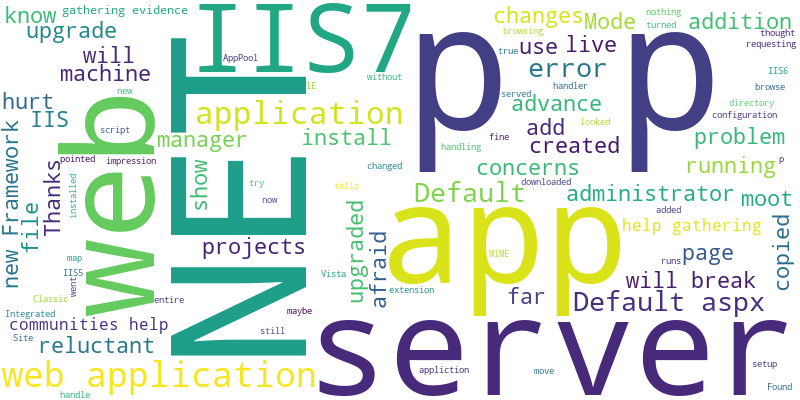 know
gathering evidence
IIS7
p p
changes
Mode
addition
browsing
nothing
turned
thought
requesting
upgrade
will
machine
AppPool
use
live
true
error
handler
IIS6
browse
without
IE
hurt
IIS
new
web
application
manager
install
script
pointed
impression
served
advance
looked
directory
configuration
add
created
fine
handling
problem
running
p
new Framework
file
Thanks
installed
show
NET
try
now
changed
concerns
tells
downloaded
Default
administrator
moot
app
added
help gathering
copied
projects
upgraded
afraid
map
IIS5
went
Classic
entire
Vista
extension
MIME
runs
page
will break
far
Default aspx
Integrated
communities help
Site
reluctant
maybe
still
server
web application
handle
appliction
move
setup
Found